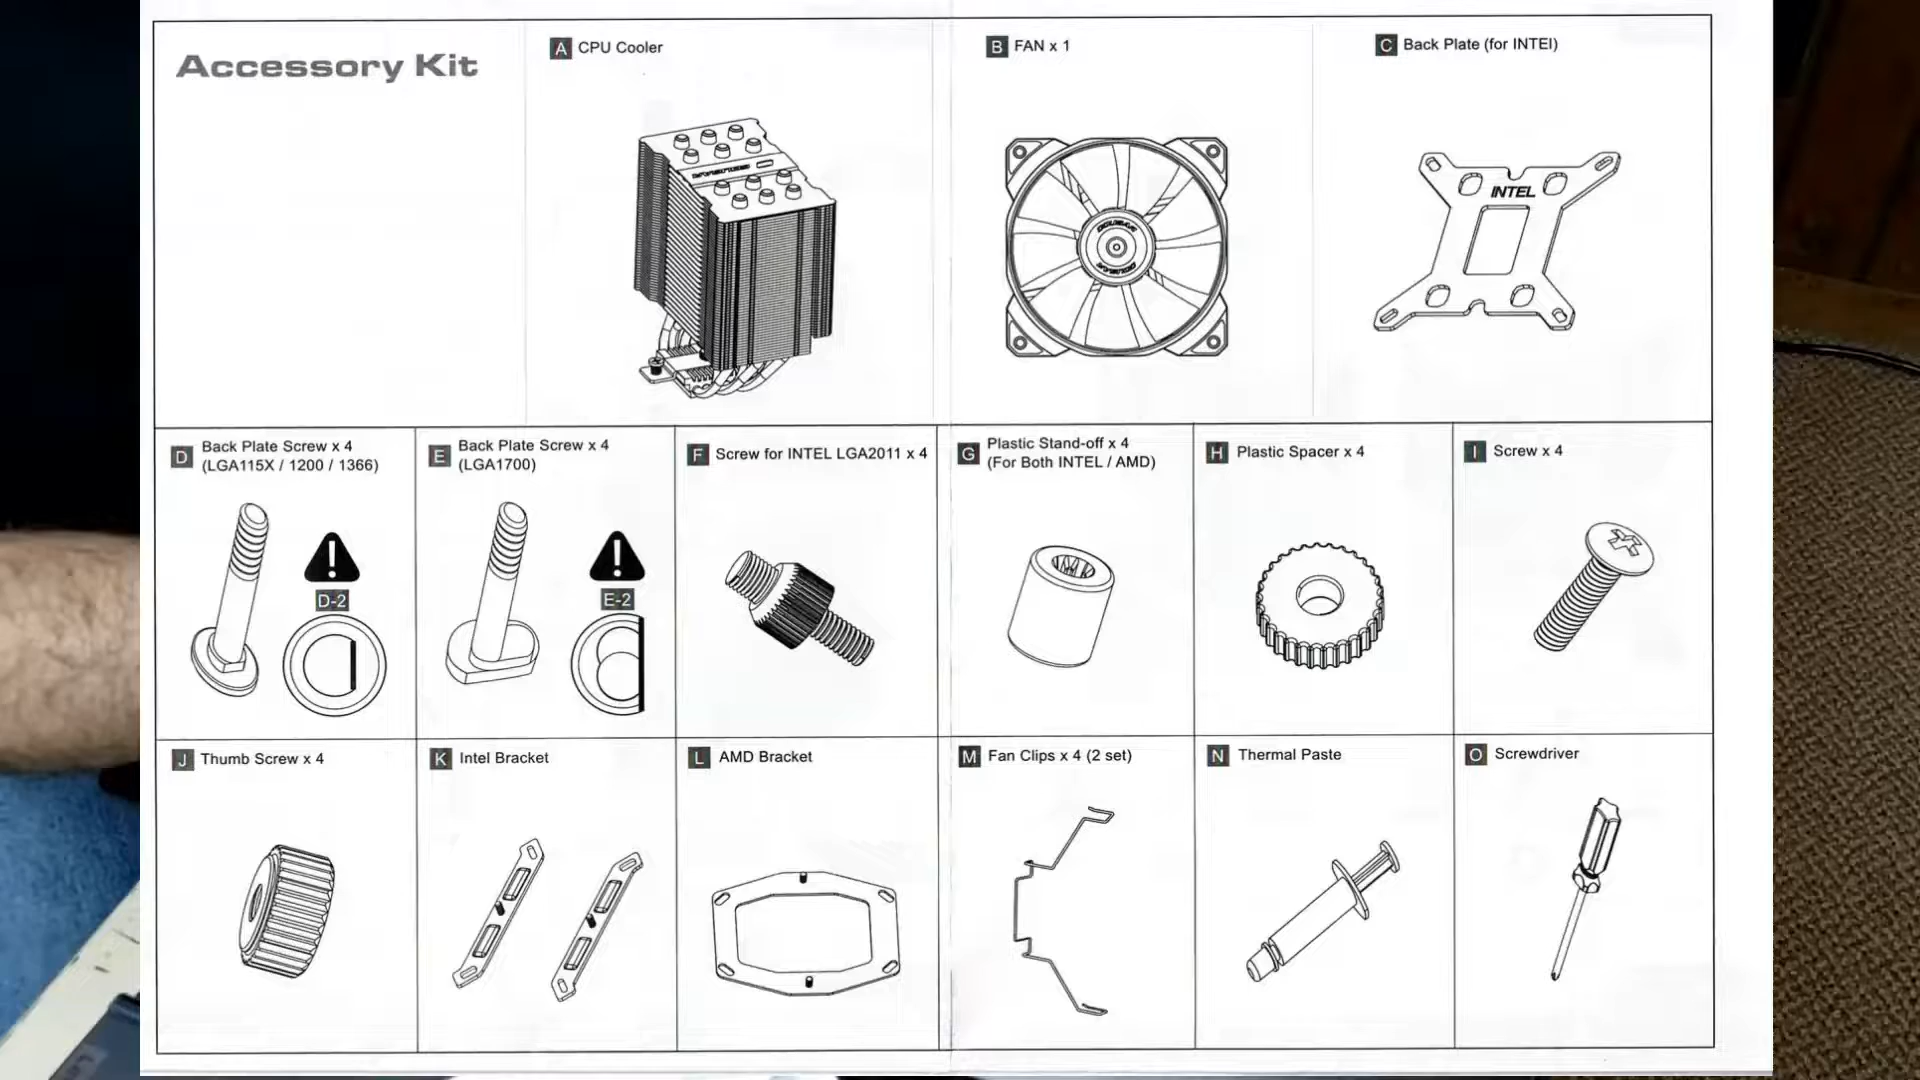 Accessory Kit
A CPU Cooler
B FAN x 1
C Back Plate (for INTEl)
COUGAR
COUGAR
INTEL
D Back Plate Screw x 4
(LGA115X / 1200 / 1366)
E Back Plate Screw x 4
(LGA1700)
F Screw for INTEL LGA2011 x 4
G Plastic Stand-off x 4
(For Both INTEL / AMD)
H Plastic Spacer x 4
I Screw x 4
D-2
E-2
J Thumb Screw x 4
K Intel Bracket
L AMD Bracket
M Fan Clips x 4 (2 set)
N Thermal Paste
O Screwdriver